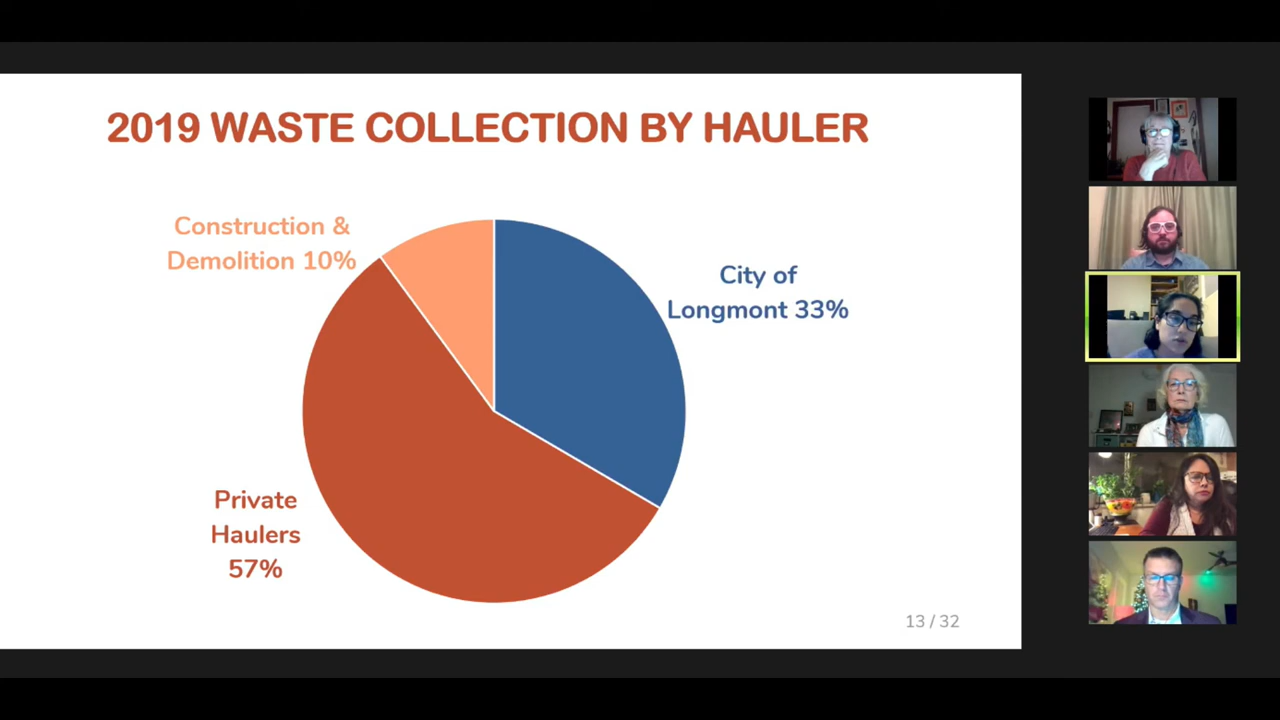 2019 WASTE COLLECTION BY HAULER
Construction &
Demolition 10%
City of
Longmont 33%
Private
Haulers
57%
13 / 32